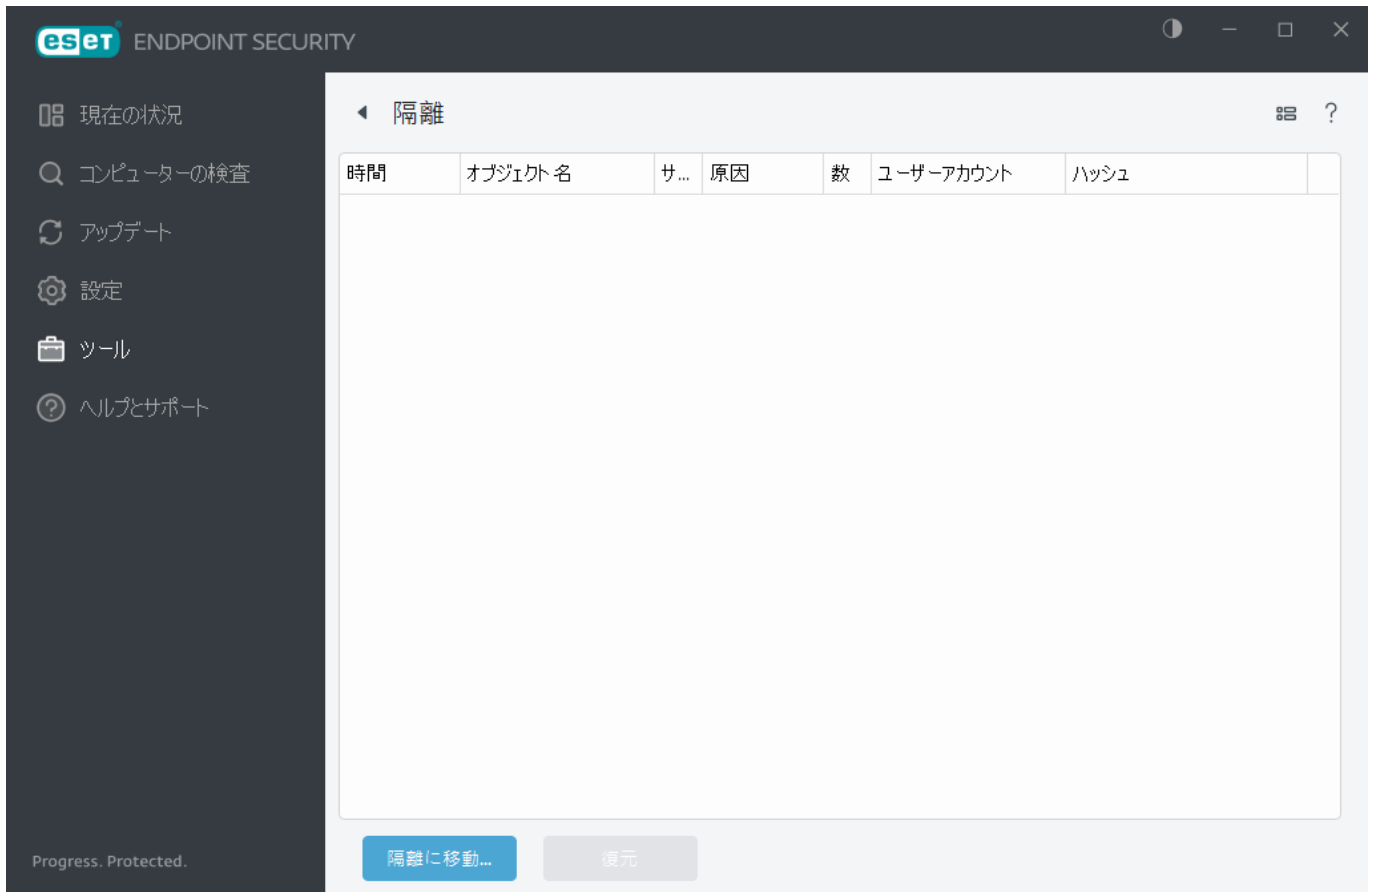 eset ENDPOINT SECURITY
現在の状況
コンピューターの検査
アップデート
設定
ツール
ヘルプとサポート
Progress. Protected.
隔離
?
時間 オブジェクト名 サ... 原因 数 ユーザーアカウント ハッシュ
隔離に移動... 復元